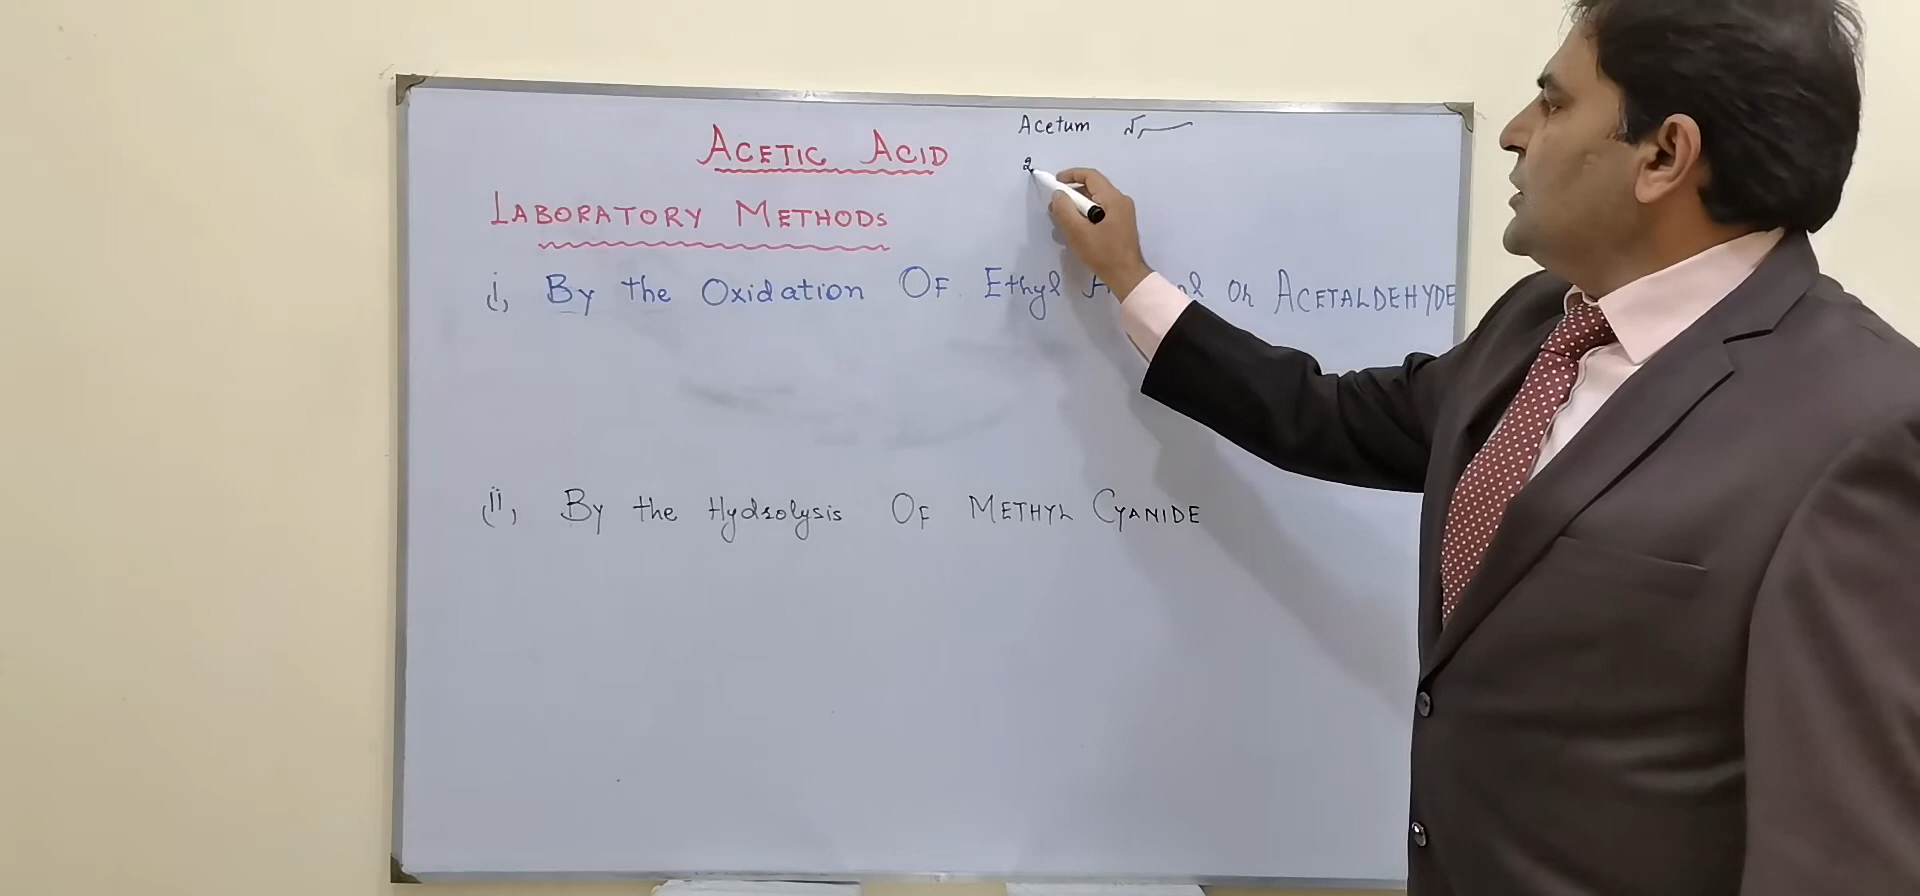 Acetum
ACETIC ACID
2
LABORATORY METHODS
i, By the Oxidation OF Ethyl or ACETALDEHYDE
ii, By the Hydrolysis OF METHYL CYANIDE